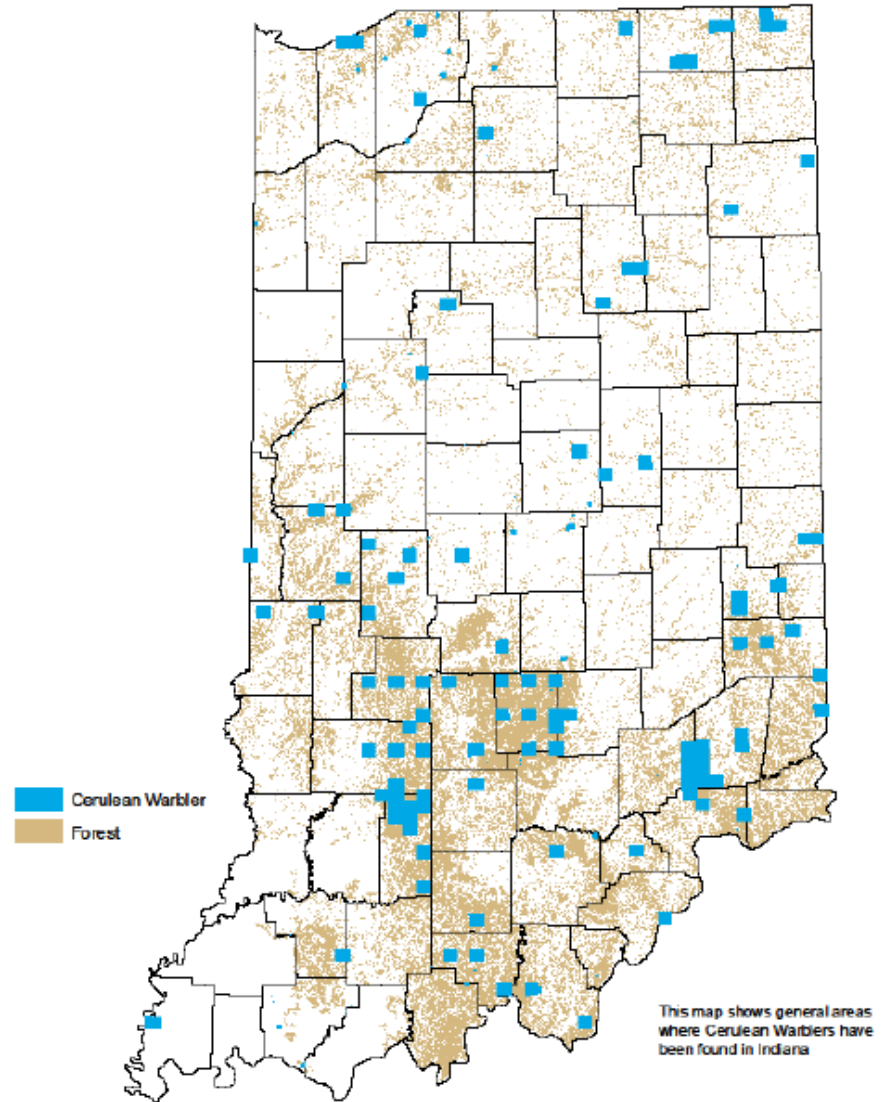 Cerulean Warbler
Forest
This map shows general areas
where Cerulean Warblers have
been found in Indiana